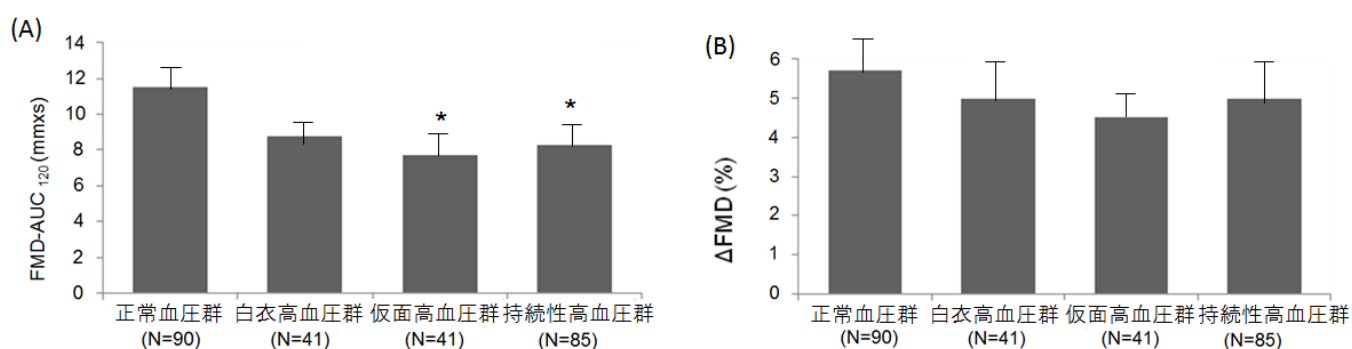 (A)
FMD-AUC 120 (mmxs)
14
12
10
8
6
4
2
0
* *
正常血圧群 白衣高血圧群 仮面高血圧群 持続性高血圧群
(N=90) (N=41) (N=41) (N=85)
(B)
ΔFMD (%)
6
5
4
3
2
1
0
正常血圧群 白衣高血圧群 仮面高血圧群 持続性高血圧群
(N=90) (N=41) (N=41) (N=85)